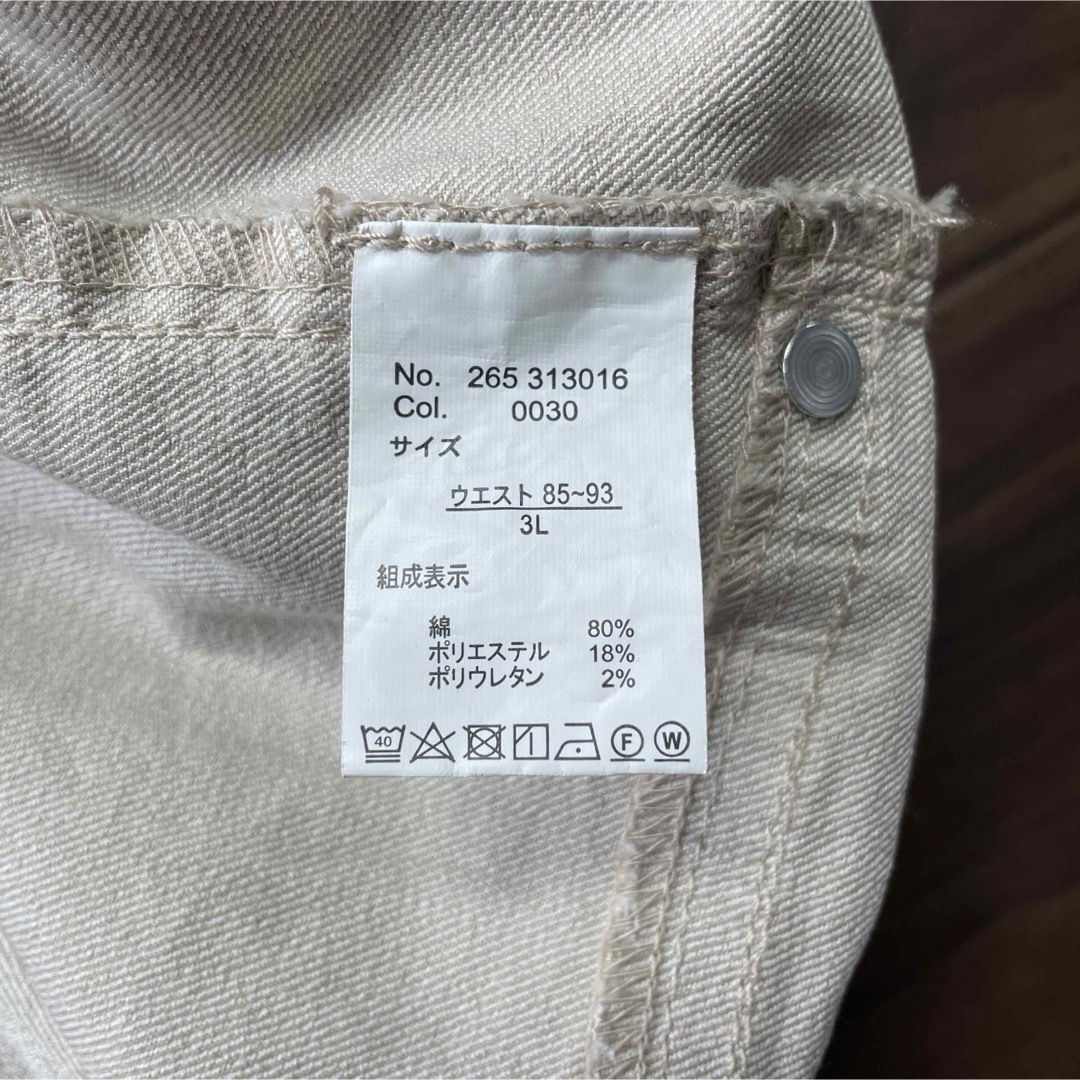 No. 265 313016
Col. 0030
サイズ
ウエスト 85~93
3L
組成表示
綿 80%
ポリエステル 18%
ポリウレタン 2%
40 F W